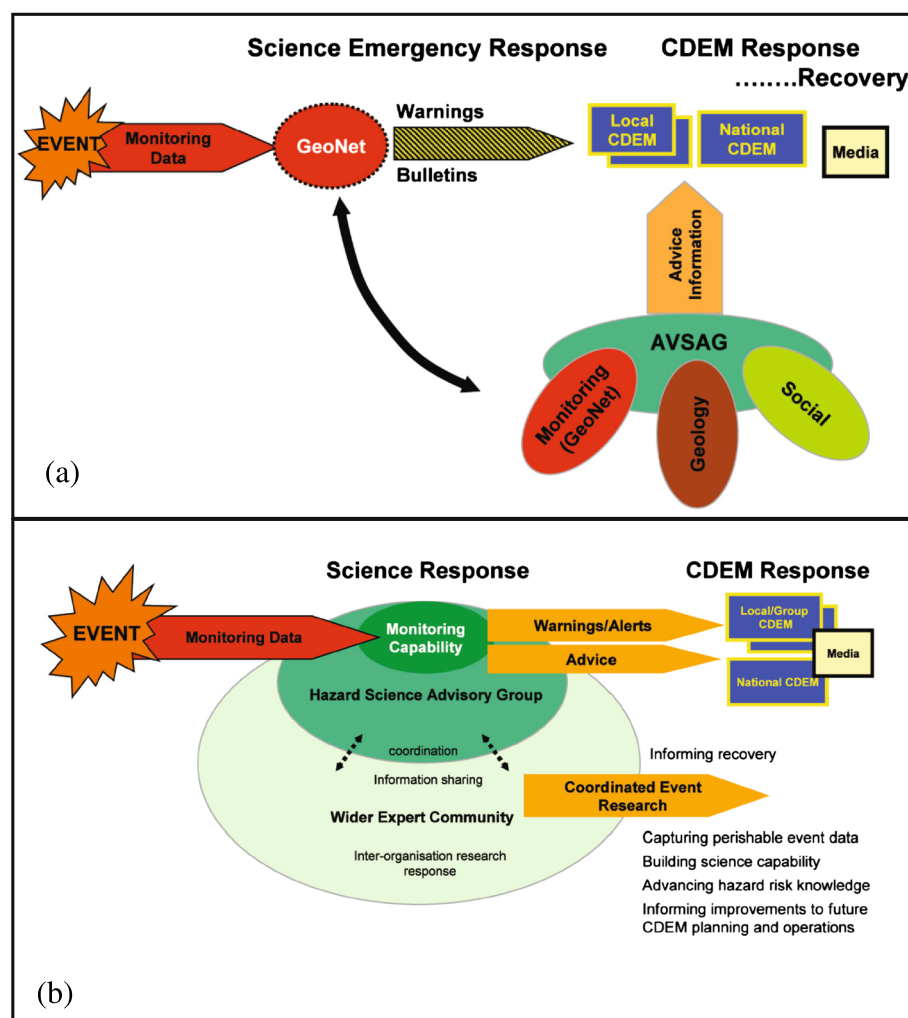 Science Emergency Response
CDEM Response
........Recovery
EVENT
Monitoring
Data
GeoNet
Warnings
Bulletins
Local
CDEM
National
CDEM
Media
Advice
Information
AVSAG
Monitoring
(GeoNet)
Geology
Social
(a)
Science Response
CDEM Response
EVENT
Monitoring Data
Monitoring
Capability
Warnings/Alerts
Advice
Local/Group
CDEM
Media
National CDEM
Hazard Science Advisory Group
coordination
Information sharing
Wider Expert Community
Inter-organisation research
response
Informing recovery
Coordinated Event
Research
Capturing perishable event data
Building science capability
Advancing hazard risk knowledge
Informing improvements to future
CDEM planning and operations
(b)